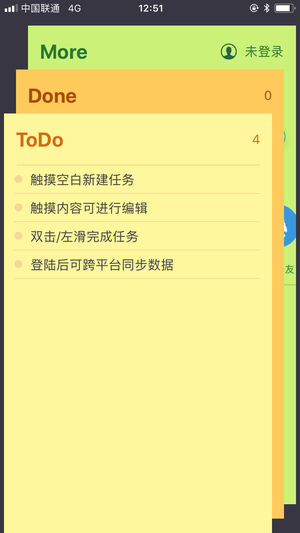 中国联通 4G 12:51
More 未登录
Done 0
ToDo 4
触摸空白新建任务
触摸内容可进行编辑
双击/左滑完成任务
登陆后可跨平台同步数据
友